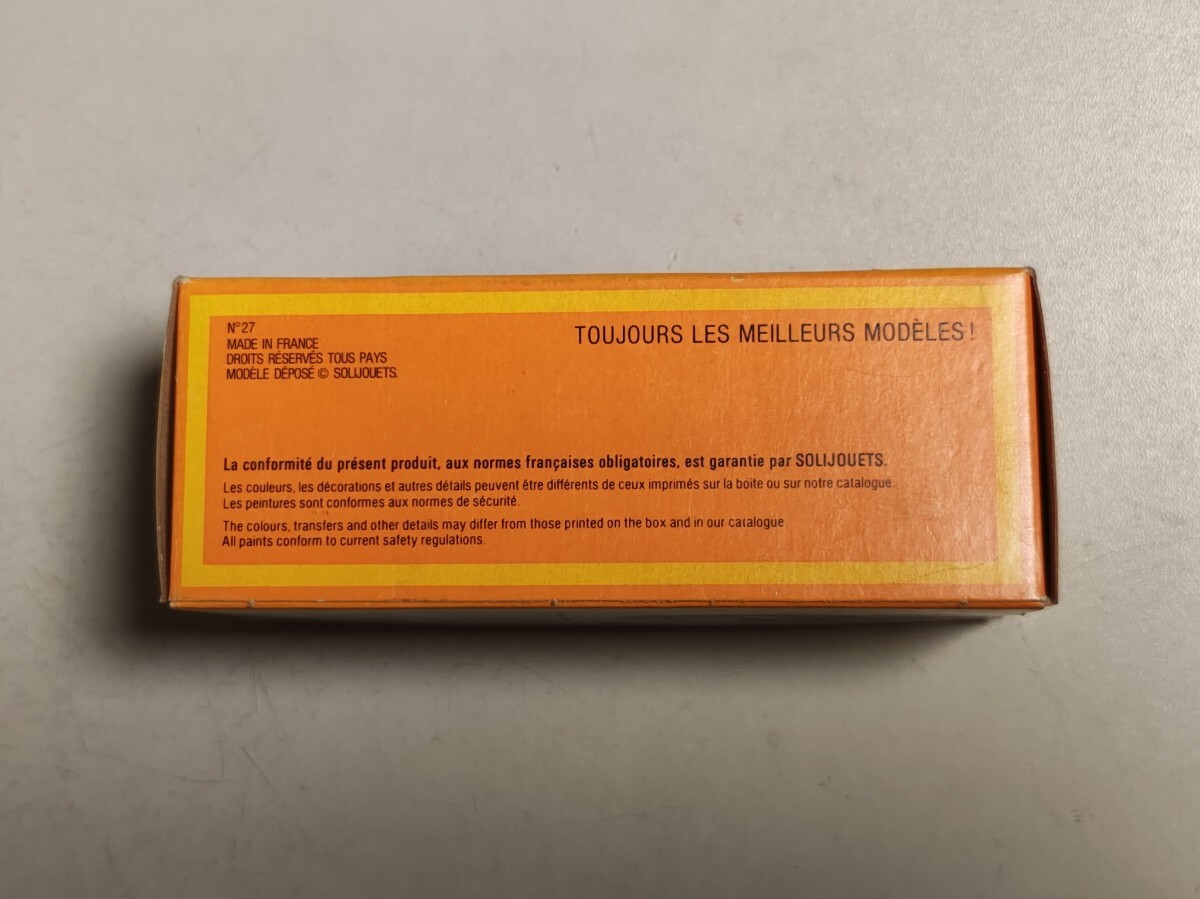 N°27
MADE IN FRANCE
DROITS RÉSERVÉS TOUS PAYS
MODÈLE DÉPOSÉ © SOLIJOUETS.
TOUJOURS LES MEILLEURS MODÈLES!
La conformité du présent produit, aux normes françaises obligatoires, est garantie par SOLIJOUETS.
Les couleurs, les décorations et autres détails peuvent être différents de ceux imprimés sur la boite ou sur notre catalogue.
Les peintures sont conformes aux normes de sécurité.
The colours, transfers and other details may differ from those printed on the box and in our catalogue
All paints conform to current safety regulations.